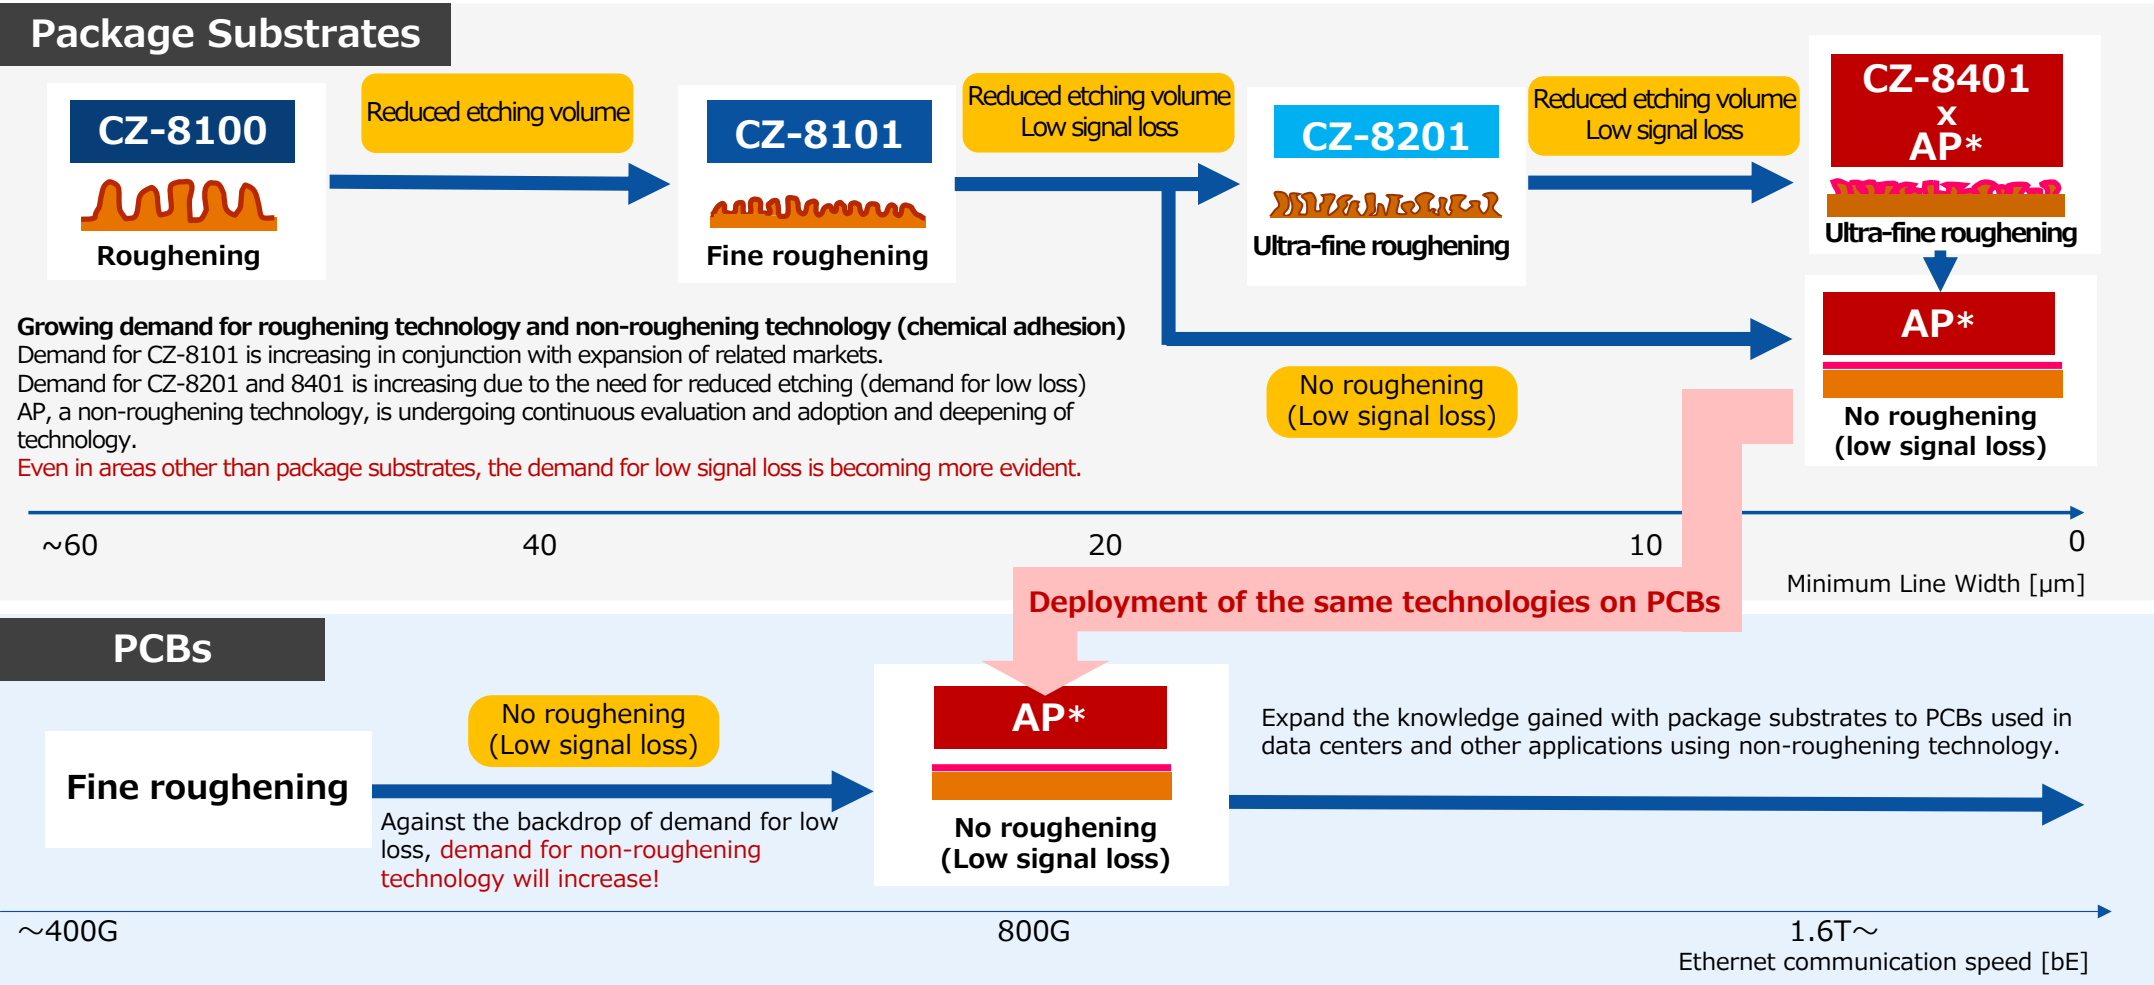 Package Substrates
CZ-8100
Roughening
Reduced etching volume
CZ-8101
Fine roughening
Reduced etching volume
Low signal loss
CZ-8201
Ultra-fine roughening
Reduced etching volume
Low signal loss
CZ-8401
x
AP*
Ultra-fine roughening
No roughening
(Low signal loss)
AP*
No roughening
(low signal loss)
Growing demand for roughening technology and non-roughening technology (chemical adhesion)
Demand for CZ-8101 is increasing in conjunction with expansion of related markets.
Demand for CZ-8201 and 8401 is increasing due to the need for reduced etching (demand for low loss)
AP, a non-roughening technology, is undergoing continuous evaluation and adoption and deepening of
technology.
Even in areas other than package substrates, the demand for low signal loss is becoming more evident.
~60 40 20 10 0
Minimum Line Width [μm]
Deployment of the same technologies on PCBs
PCBs
Fine roughening
No roughening
(Low signal loss)
Against the backdrop of demand for low
loss, demand for non-roughening
technology will increase!
AP*
No roughening
(Low signal loss)
Expand the knowledge gained with package substrates to PCBs used in
data centers and other applications using non-roughening technology.
～400G 800G 1.6T～
Ethernet communication speed [bE]